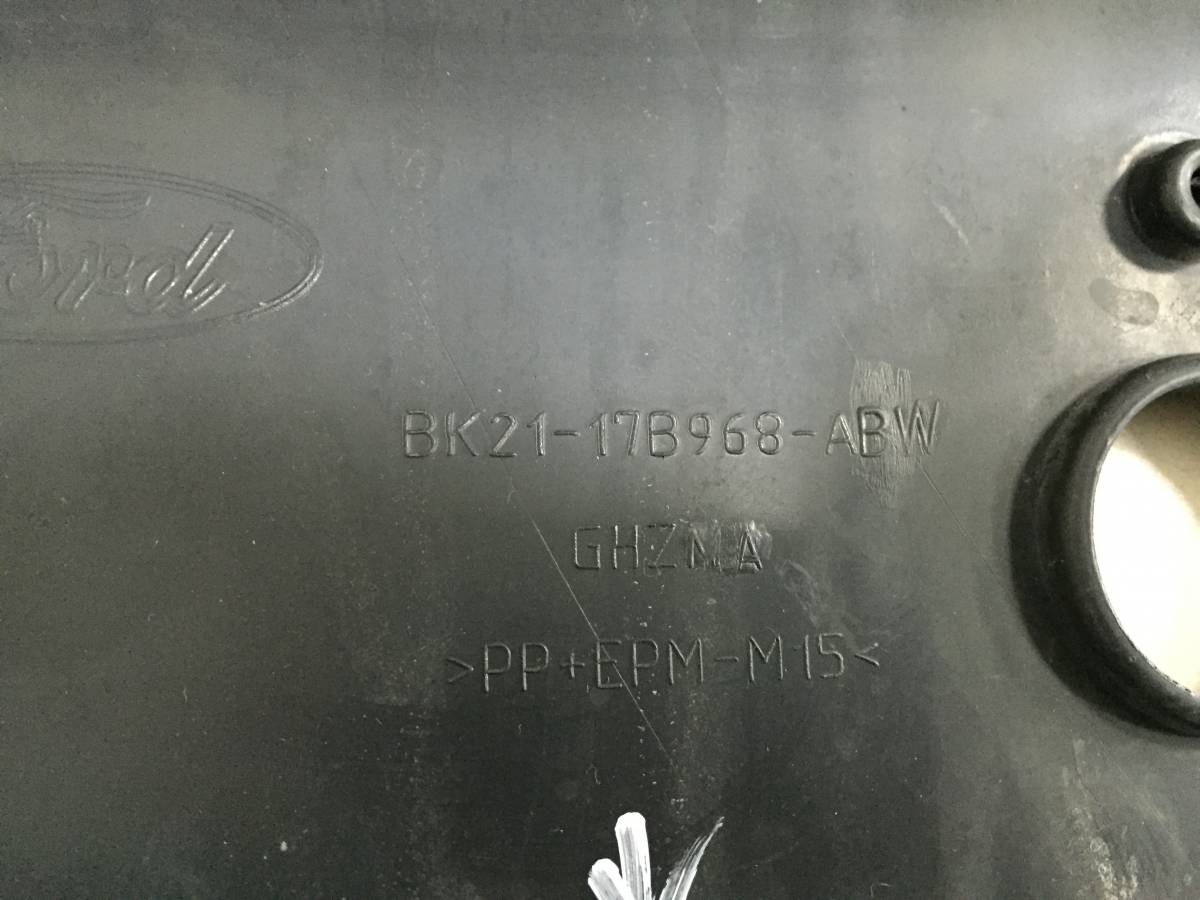 Ford
BK21-17B968-ABW
GHZMA
>PP+EPM-M15<